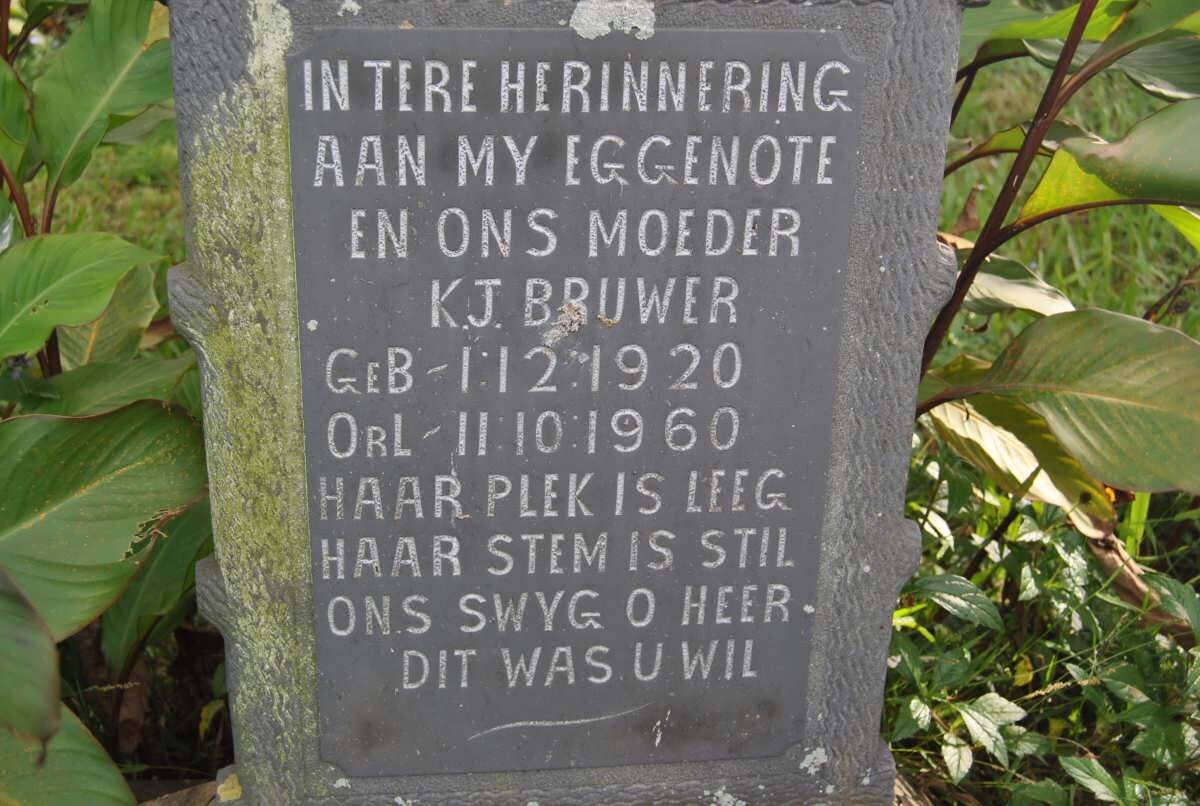 IN TERE HERINNERING
AAN MY EGGENOTE
EN ONS MOEDER
K.J. BRUWER
GEB - 1·12·1920
ORL - 11·10·1960
HAAR PLEK IS LEEG
HAAR STEM IS STIL
ONS SWYG O HEER
DIT WAS U WIL